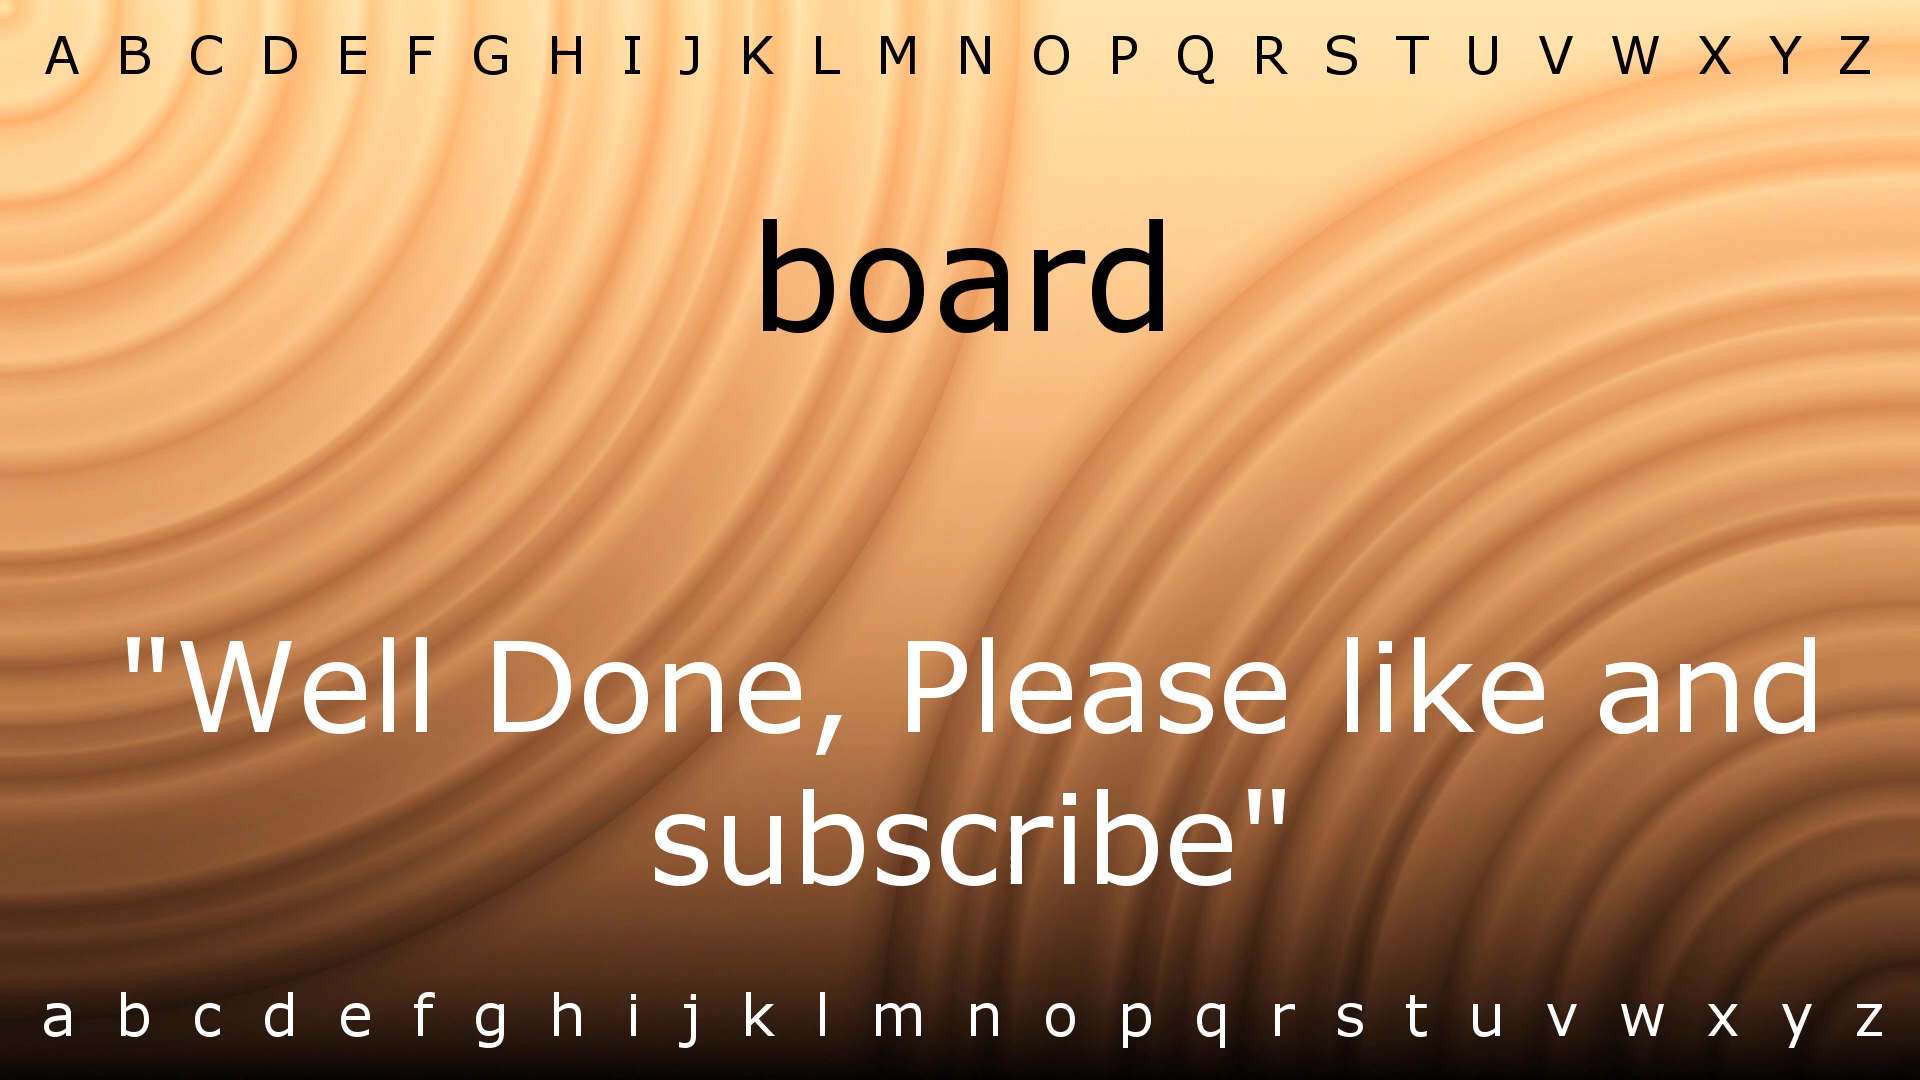 A B C D E F G H I J K L M N O P Q R S T U V W X Y Z
board
"Well Done, Please like and
subscribe"
a b c d e f g h i j k l m n o p q r s t u v w x y z